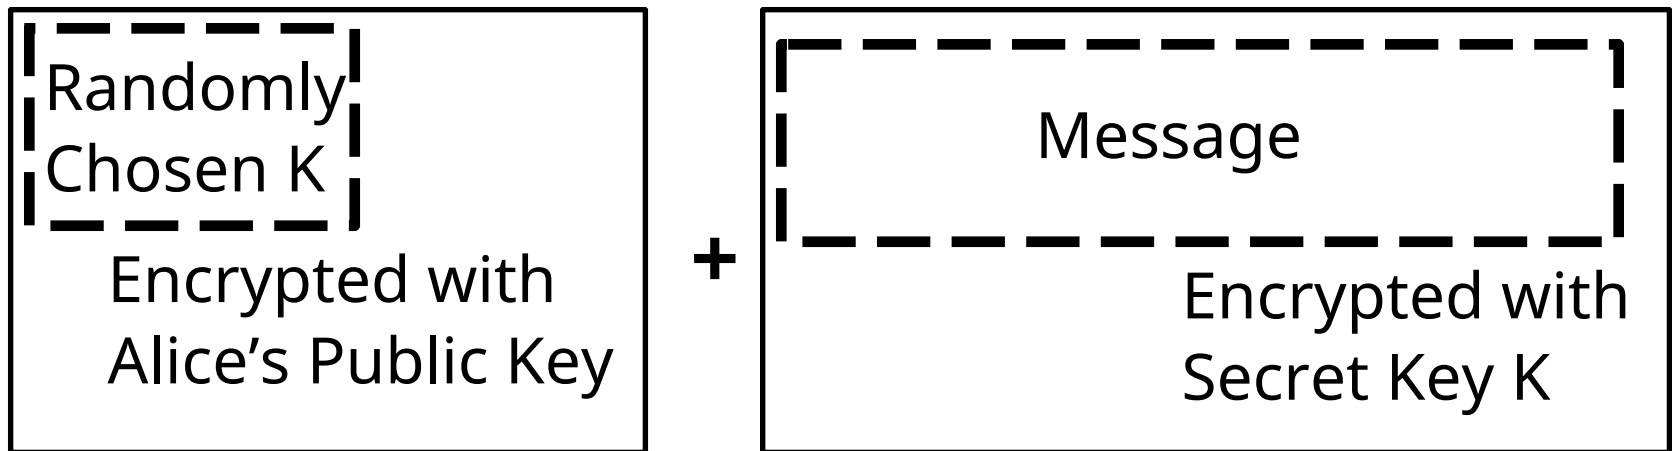 Randomly
Chosen K
Encrypted with
Alice’s Public Key
+
Message
Encrypted with
Secret Key K